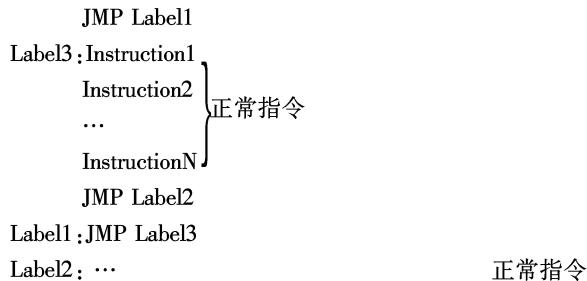 JMP Label1
Label3:Instruction1
Instruction2
正常指令
…
InstructionN
JMP Label2
Label1:JMP Label3
Label2: … 正常指令